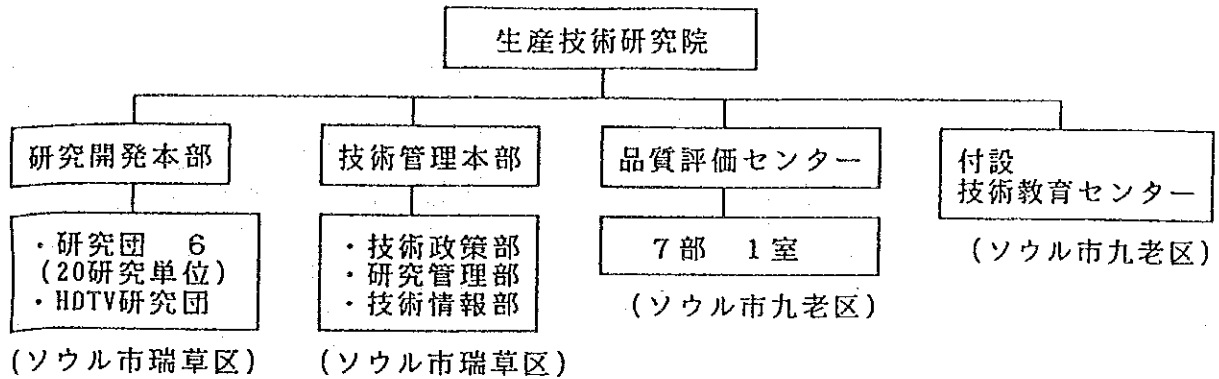 生産技術研究院
研究開発本部
技術管理本部
品質評価センター
付設
技術教育センター
・研究団 6
(20研究単位)
・HDTV研究団
・技術政策部
・研究管理部
・技術情報部
7部 1室
(ソウル市九老区)
(ソウル市九老区)
(ソウル市瑞草区)
(ソウル市瑞草区)